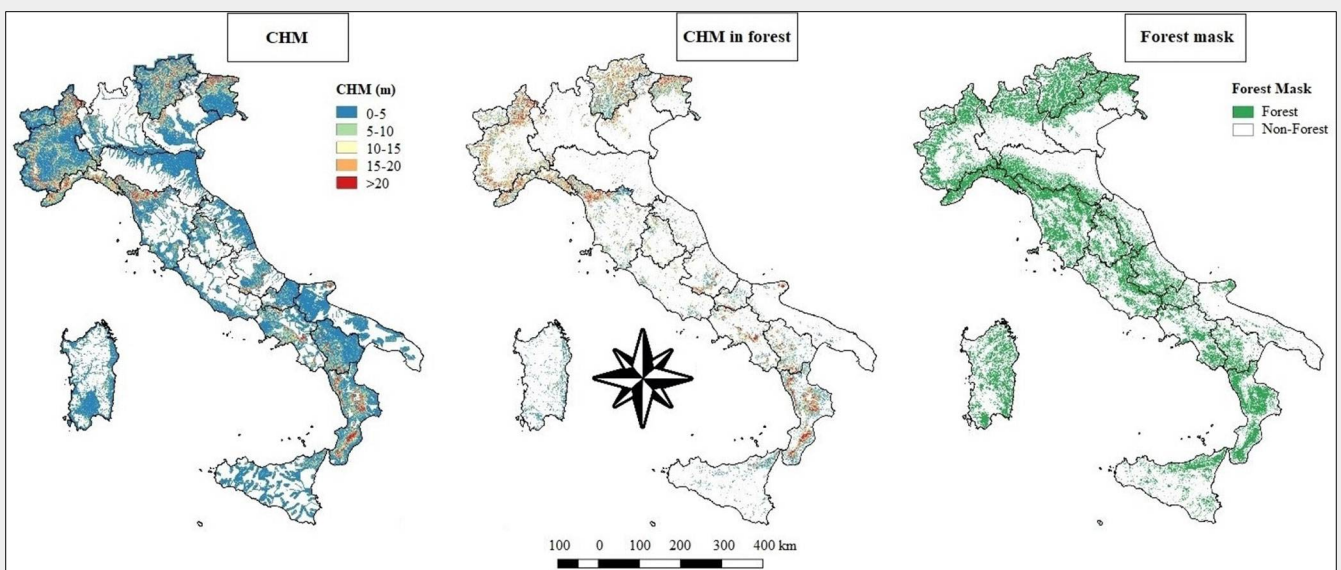 CHM
CHM in forest
Forest mask
CHM (m)
0-5
5-10
10-15
15-20
>20
Forest Mask
Forest
Non-Forest
100 0 100 200 300 400 km